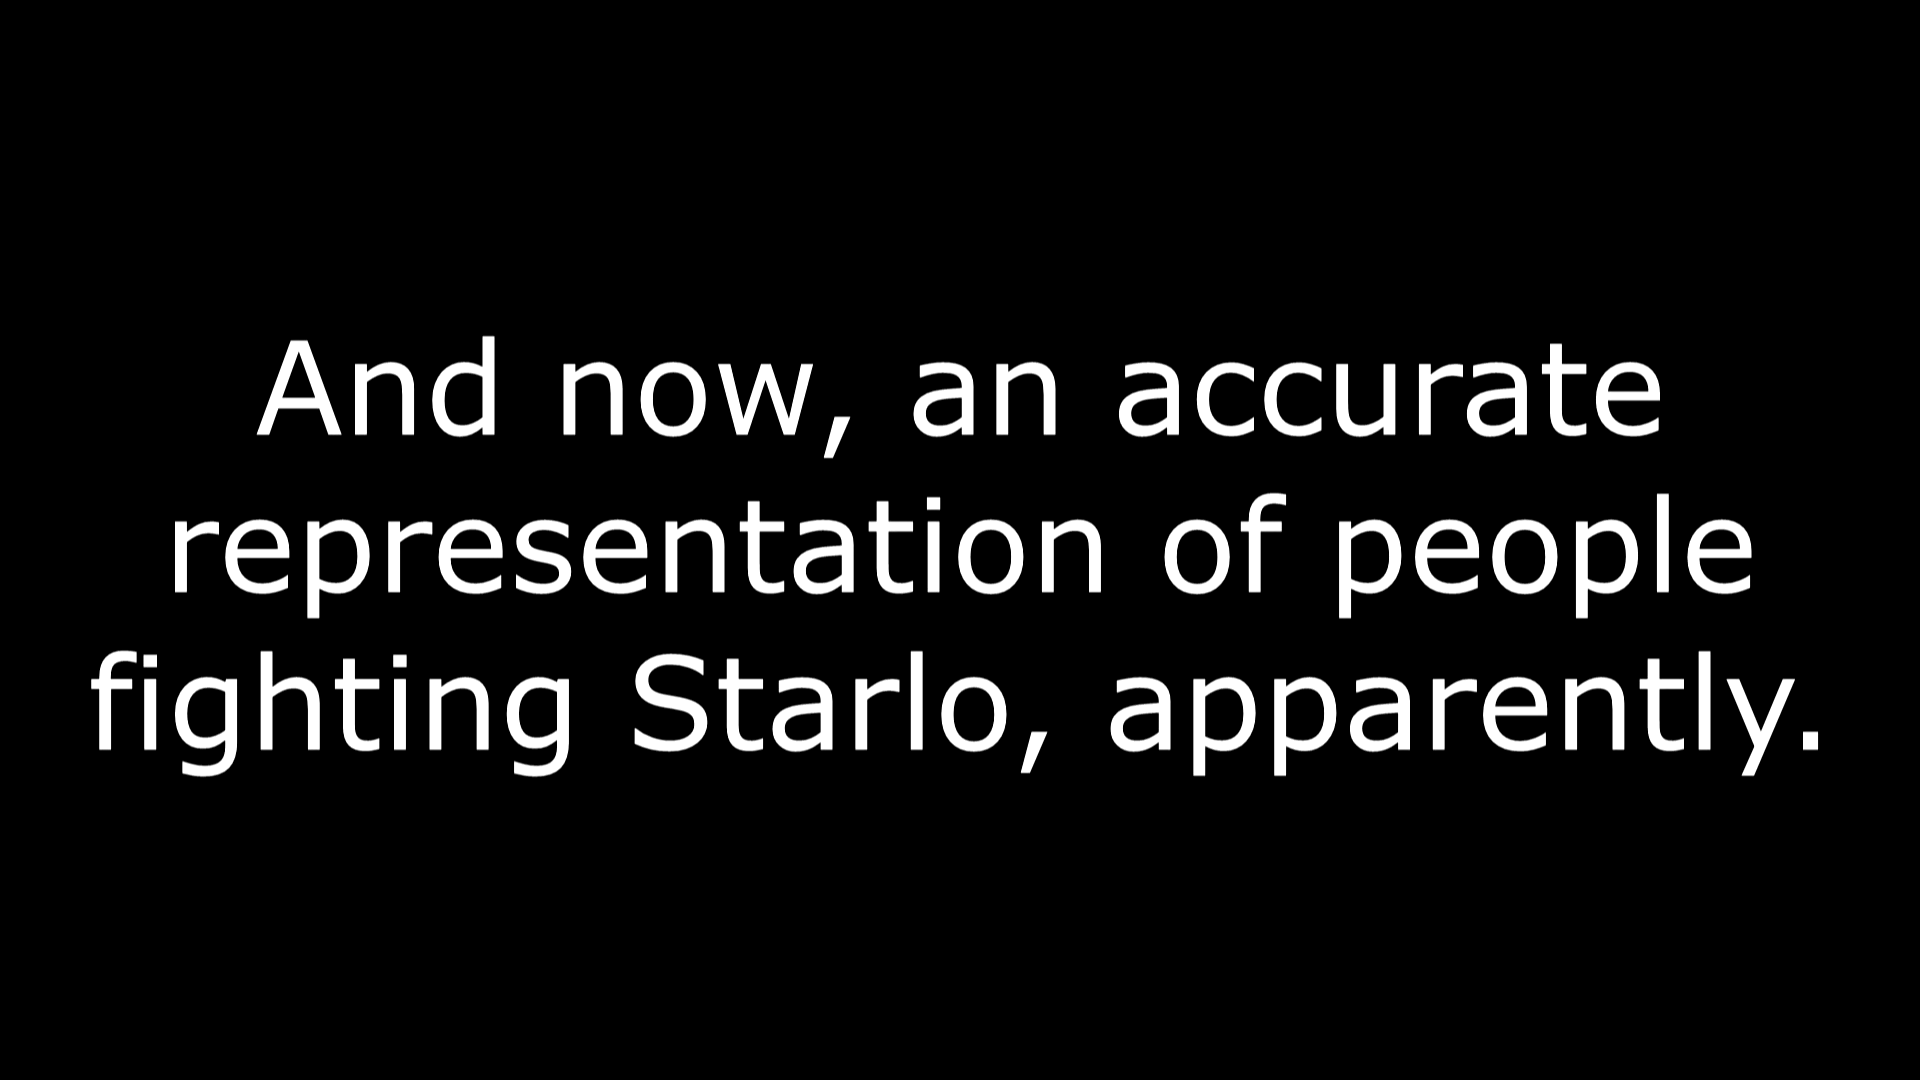 And now, an accurate
representation of people
fighting Starlo, apparently.